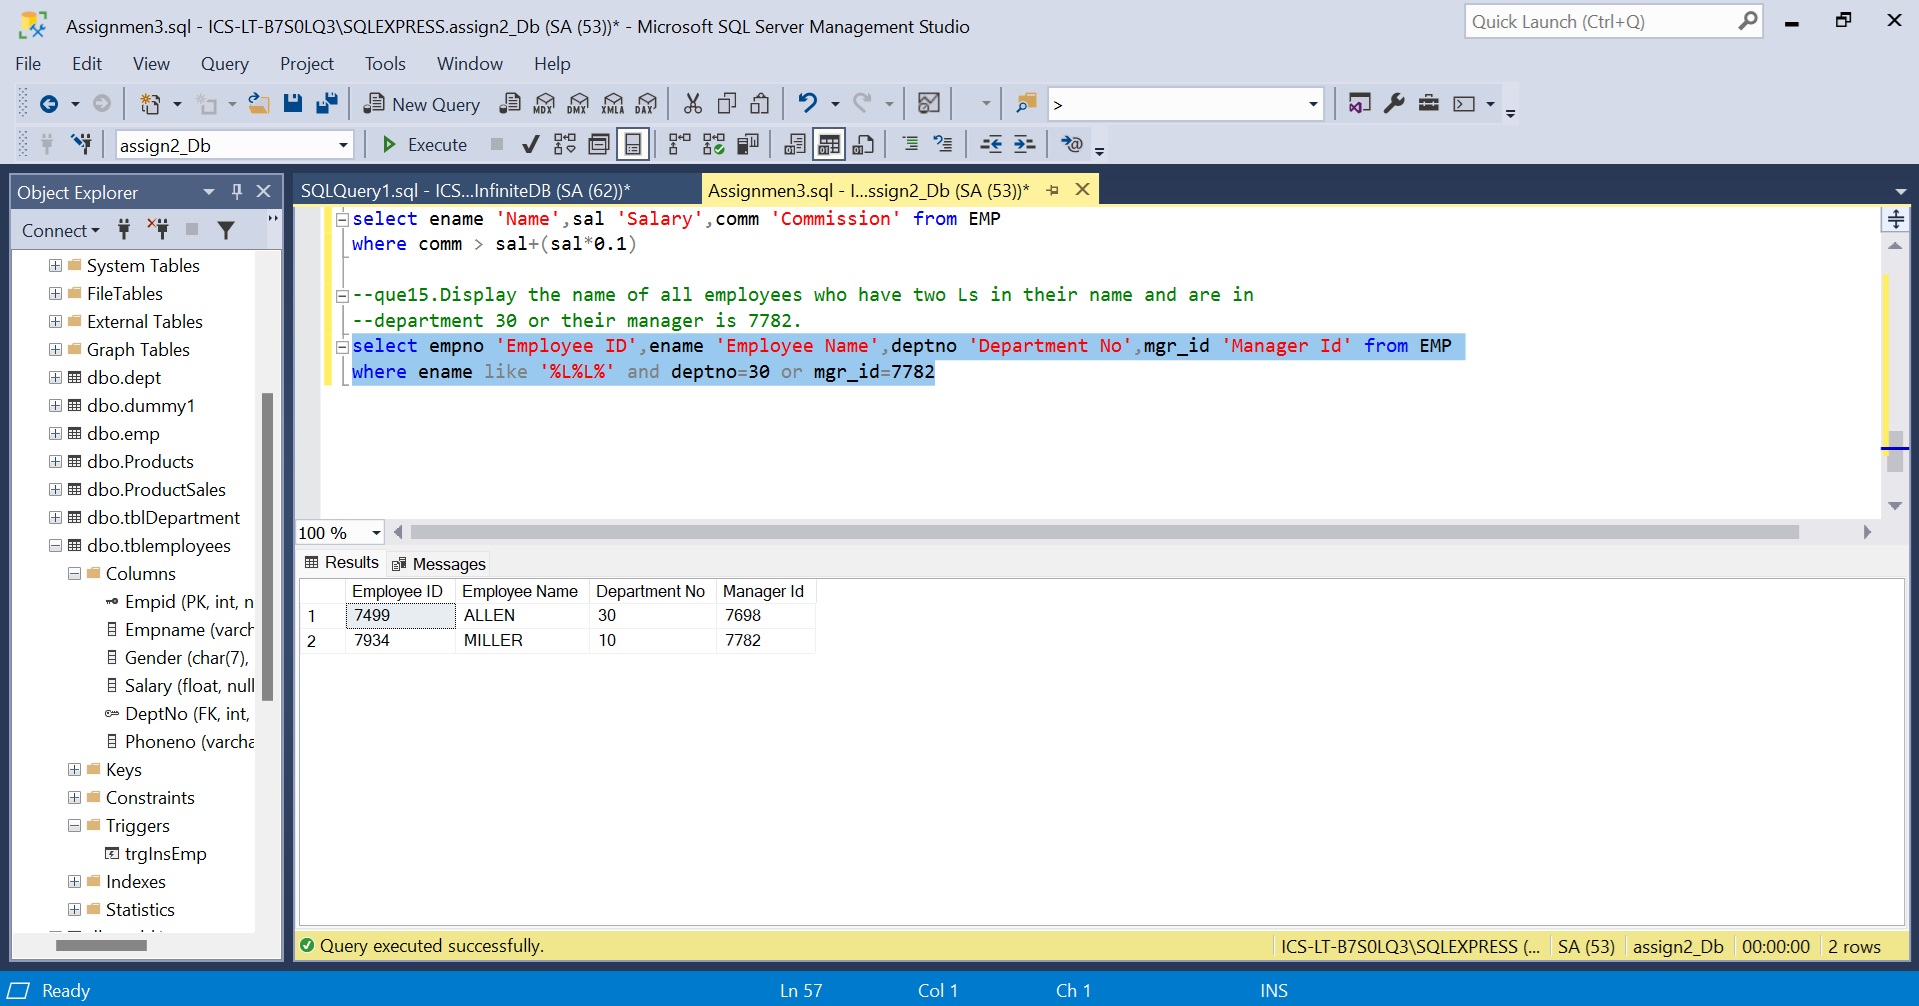 Assignmen3.sql - ICS-LT-B7S0LQ3\SQLEXPRESS.assign2_Db (SA (53))* - Microsoft SQL Server Management Studio
Quick Launch (Ctrl+Q)
File Edit View Query Project Tools Window Help
New Query MDX DMX XMLA DAX >
assign2_Db Execute
Object Explorer
SQLQuery1.sql - ICS...InfiniteDB (SA (62))* Assignmen3.sql - I...ssign2_Db (SA (53))*
Connect
System Tables
FileTables
External Tables
Graph Tables
dbo.dept
dbo.dummy1
dbo.emp
dbo.Products
dbo.ProductSales
dbo.tblDepartment
dbo.tblemployees
Columns
Empid (PK, int, n
Empname (varch
Gender (char(7),
Salary (float, null
DeptNo (FK, int,
Phoneno (varcha
Keys
Constraints
Triggers
trgInsEmp
Indexes
Statistics
select ename 'Name',sal 'Salary',comm 'Commission' from EMP
where comm > sal+(sal*0.1)
--que15.Display the name of all employees who have two Ls in their name and are in
--department 30 or their manager is 7782.
select empno 'Employee ID',ename 'Employee Name',deptno 'Department No',mgr_id 'Manager Id' from EMP
where ename like '%L%L%' and deptno=30 or mgr_id=7782
100 %
Results Messages
Employee ID Employee Name Department No Manager Id
1 7499 ALLEN 30 7698
2 7934 MILLER 10 7782
Query executed successfully. ICS-LT-B7S0LQ3\SQLEXPRESS (... SA (53) assign2_Db 00:00:00 2 rows
Ready Ln 57 Col 1 Ch 1 INS